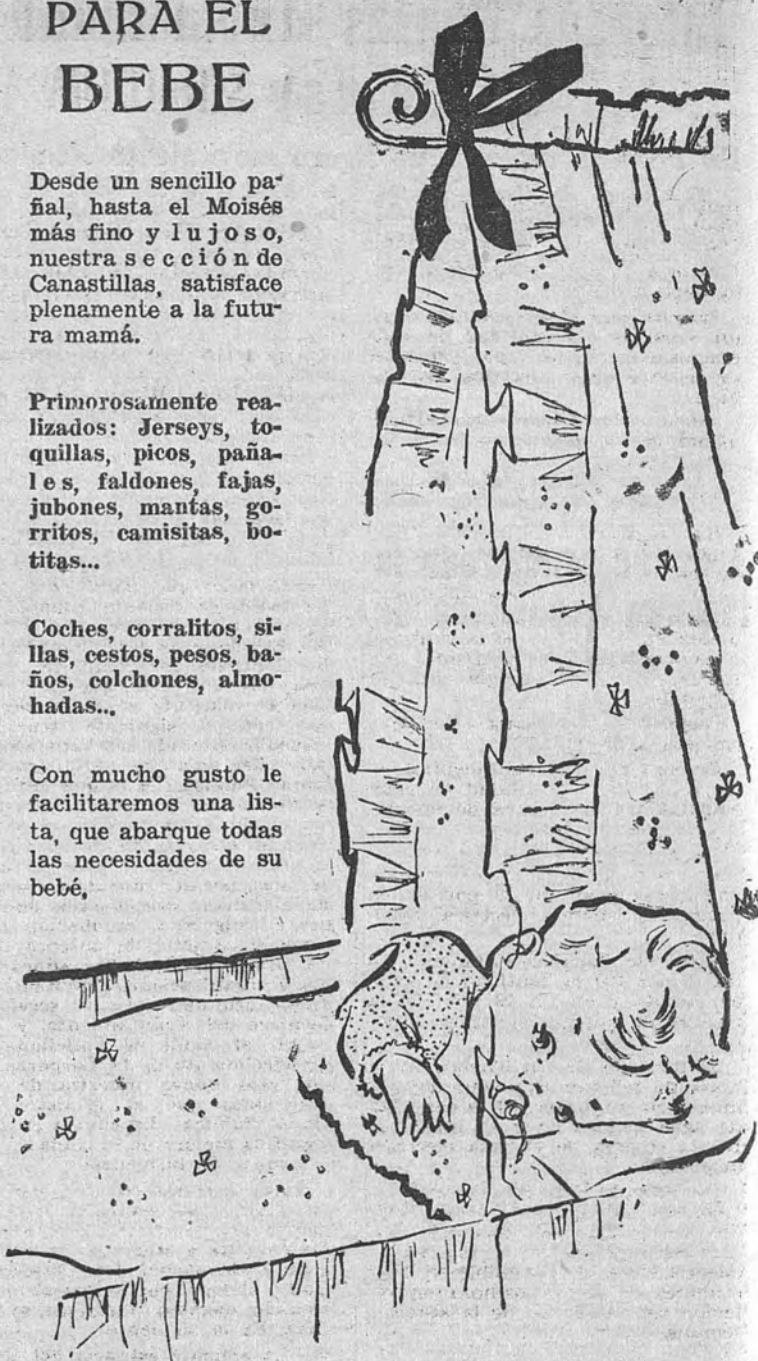 PARA EL
BEBE
Desde un sencillo pa-
ñal, hasta el Moisés
más fino y lujoso,
nuestra sección de
Canastillas, satisface
plenamente a la futu-
ra mamá.
Primorosamente rea-
lizados: Jerseys, to-
quillas, picos, paña-
les, faldones, fajas,
jubones, mantas, go-
rritos, camisitas, bo-
titas...
Coches, corralitos, si-
llas, cestos, pesos, ba-
ños, colchones, almo-
hadas...
Con mucho gusto le
facilitaremos una lis-
ta, que abarque todas
las necesidades de su
bebé.